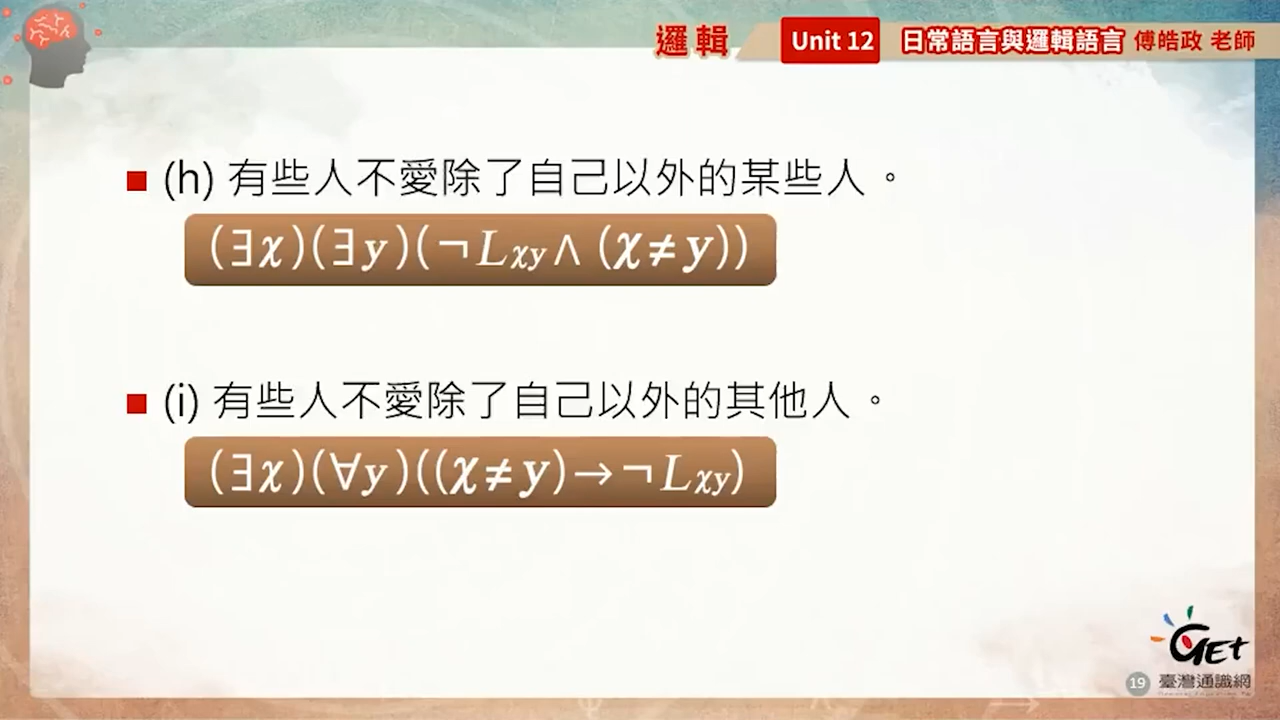 邏輯 Unit 12 日常語言與邏輯語言 傅皓政 老師
(h) 有些人不愛除了自己以外的某些人。
(∃x)(∃y)(¬Lxy∧(x≠y))
(i) 有些人不愛除了自己以外的其他人。
(∃x)(∀y)((x≠y)→¬Lxy)
GEt
19 臺灣通識網